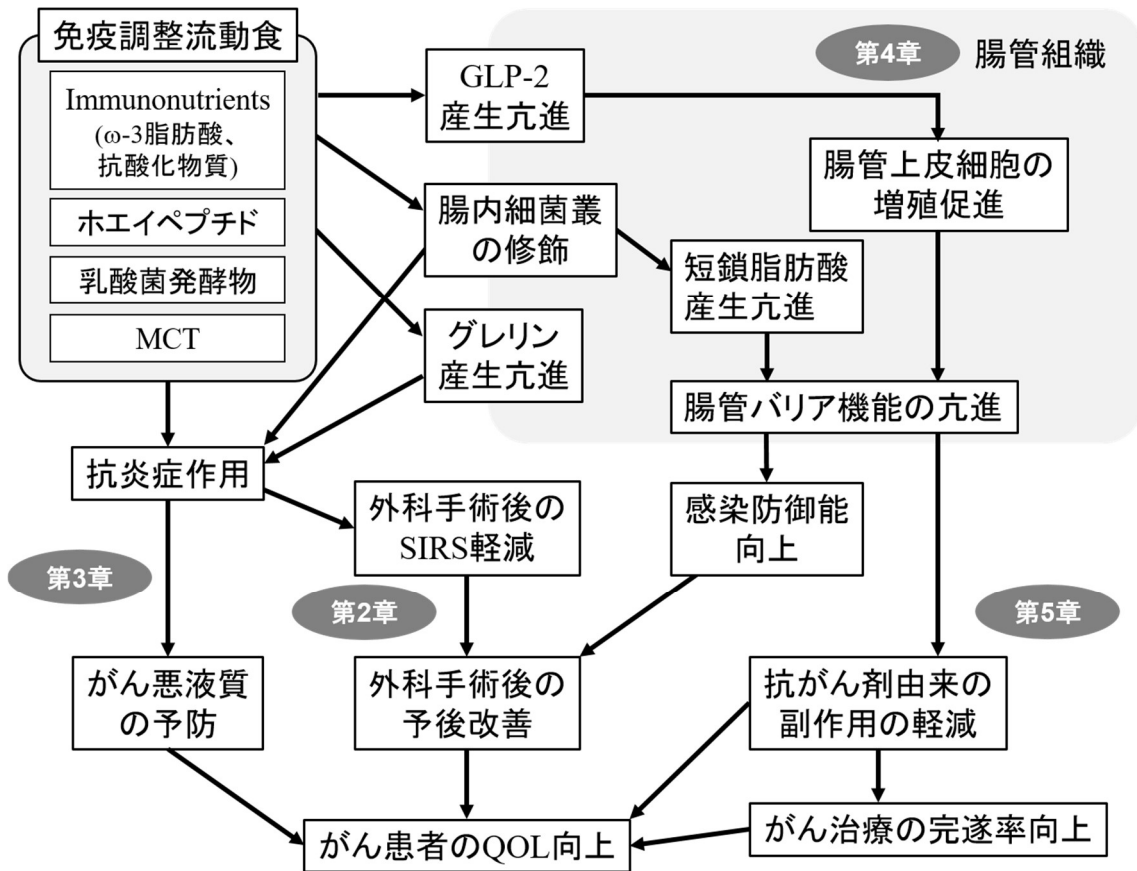 免疫調整流動食
Immunonutrients
(ω-3脂肪酸、
抗酸化物質)
ホエイペプチド
乳酸菌発酵物
MCT
GLP-2
産生亢進
第4章
腸管組織
腸管上皮細胞の
増殖促進
腸内細菌叢
の修飾
短鎖脂肪酸
産生亢進
グレリン
産生亢進
腸管バリア機能の亢進
抗炎症作用
外科手術後の
SIRS軽減
感染防御能
向上
第3章
第2章
第5章
がん悪液質
の予防
外科手術後の
予後改善
抗がん剤由来の
副作用の軽減
がん患者のQOL向上
がん治療の完遂率向上